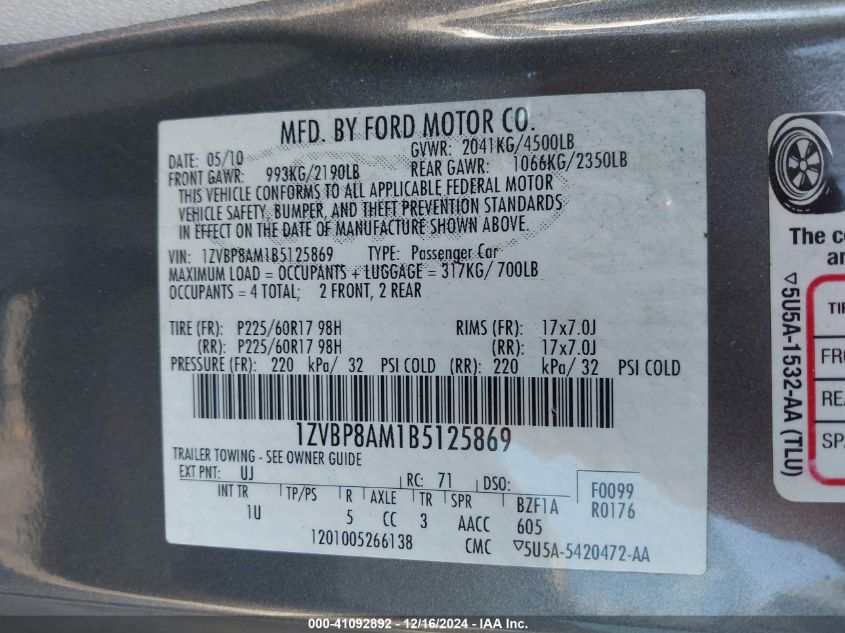 MFD. BY FORD MOTOR CO.
DATE: 05/10 GVWR: 2041KG/4500LB
FRONT GAWR: 993KG/2190LB REAR GAWR: 1066KG/2350LB
THIS VEHICLE CONFORMS TO ALL APPLICABLE FEDERAL MOTOR
VEHICLE SAFETY, BUMPER, AND THEFT PREVENTION STANDARDS
IN EFFECT ON THE DATE OF MANUFACTURE SHOWN ABOVE.
VIN: 1ZVBP8AM1B5125869 TYPE: Passenger Car
MAXIMUM LOAD = OCCUPANTS + LUGGAGE = 317KG/ 700LB
OCCUPANTS = 4 TOTAL; 2 FRONT, 2 REAR
TIRE (FR): P225/60R17 98H RIMS (FR): 17x7.0J
(RR): P225/60R17 98H (RR): 17x7.0J
PRESSURE (FR): 220 kPa/ 32 PSI COLD (RR): 220 kPa/ 32 PSI COLD
1ZVBP8AM1B5125869
TRAILER TOWING - SEE OWNER GUIDE
EXT PNT: UJ RC: 71 DSO: F0099
INT TR TP/PS R AXLE TR SPR BZF1A R0176
1U 5 CC 3 AACC 605
1201005266138 CMC ▽5U5A-5420472-AA
The co
an
TIR
FRO
REA
SPA
▽5U5A-1532-AA (TLU)
000-41092892 - 12/16/2024 - IAA Inc.